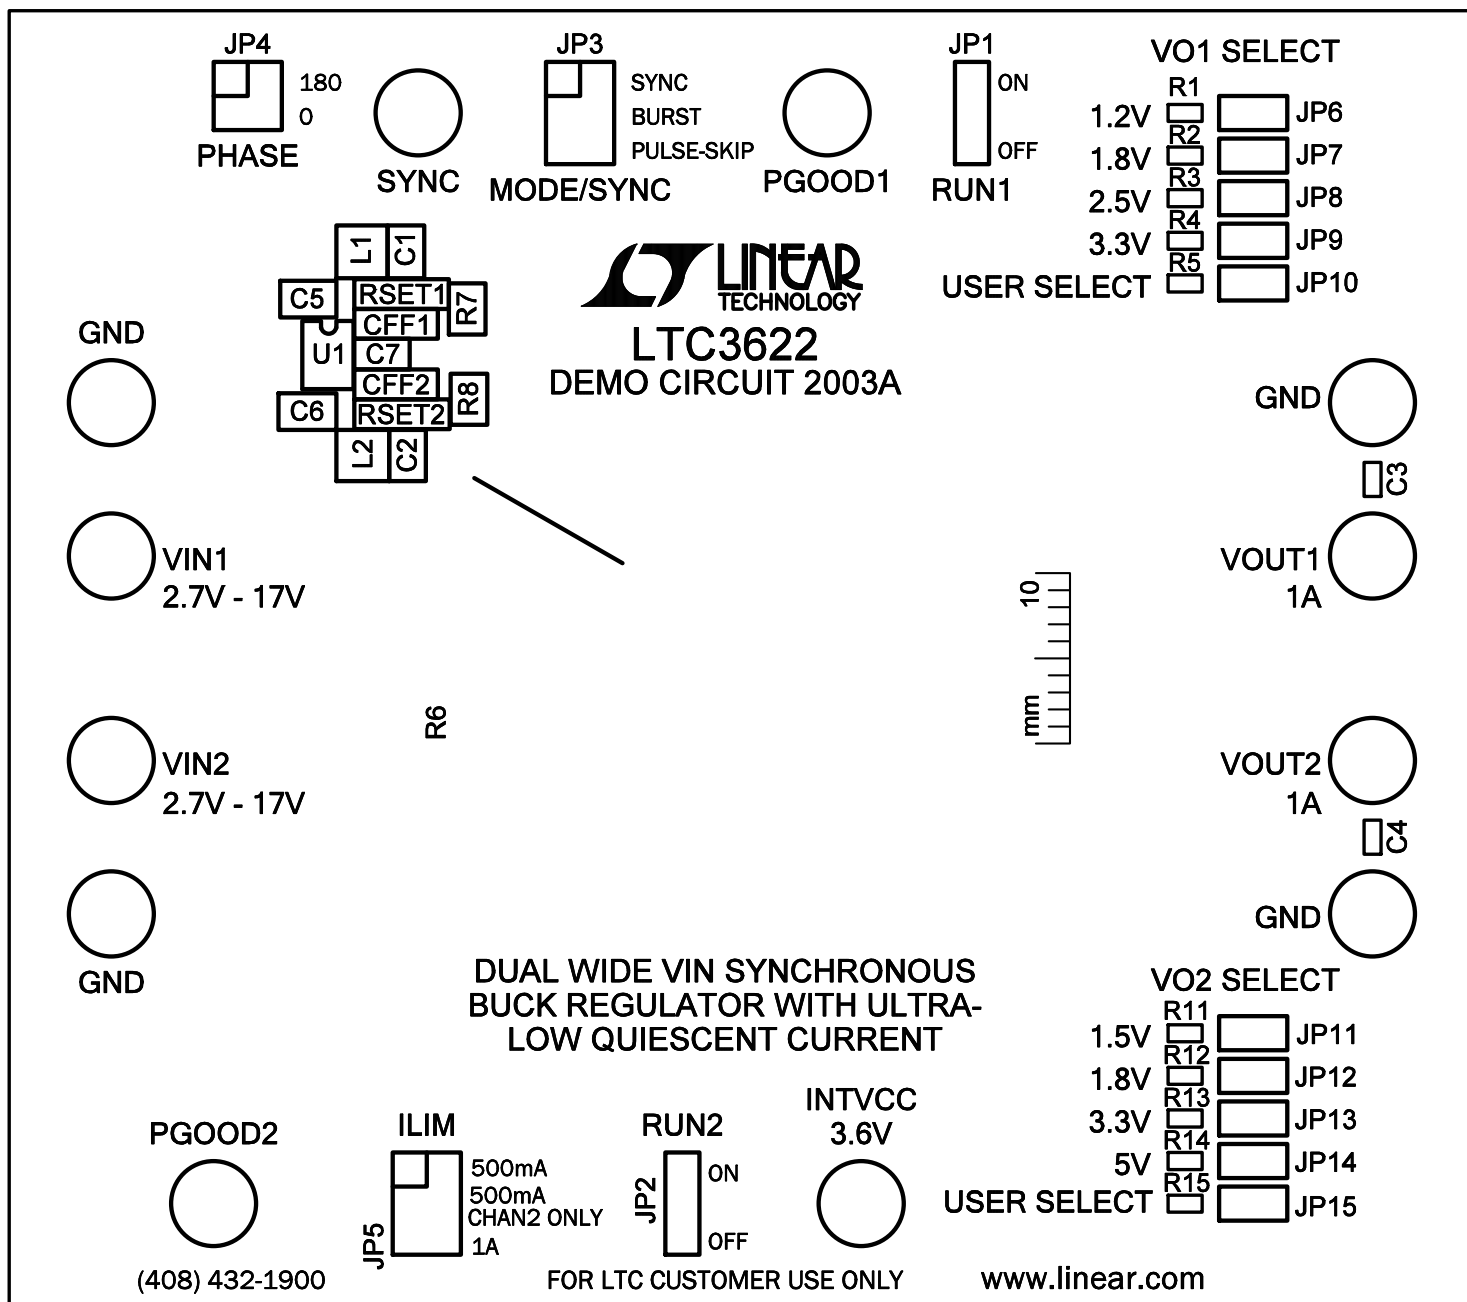 JP4
180
0
PHASE
SYNC
JP3
SYNC
BURST
PULSE-SKIP
MODE/SYNC
PGOOD1
JP1
ON
OFF
RUN1
VO1 SELECT
R1
1.2V
JP6
R2
1.8V
JP7
R3
2.5V
JP8
R4
3.3V
JP9
R5
USER SELECT
JP10
L1
C1
C5
RSET1
R7
CFF1
U1
C7
CFF2
R8
C6
RSET2
L2
C2
LINEAR
TECHNOLOGY
LTC3622
DEMO CIRCUIT 2003A
GND
GND
C3
VIN1
2.7V - 17V
VOUT1
1A
10
mm
R6
VIN2
2.7V - 17V
VOUT2
1A
C4
GND
GND
DUAL WIDE VIN SYNCHRONOUS
BUCK REGULATOR WITH ULTRA-
LOW QUIESCENT CURRENT
VO2 SELECT
R11
1.5V
JP11
R12
1.8V
JP12
R13
3.3V
JP13
R14
5V
JP14
R15
USER SELECT
JP15
PGOOD2
ILIM
500mA
500mA
CHAN2 ONLY
1A
JP5
RUN2
ON
OFF
JP2
INTVCC
3.6V
(408) 432-1900
FOR LTC CUSTOMER USE ONLY
www.linear.com